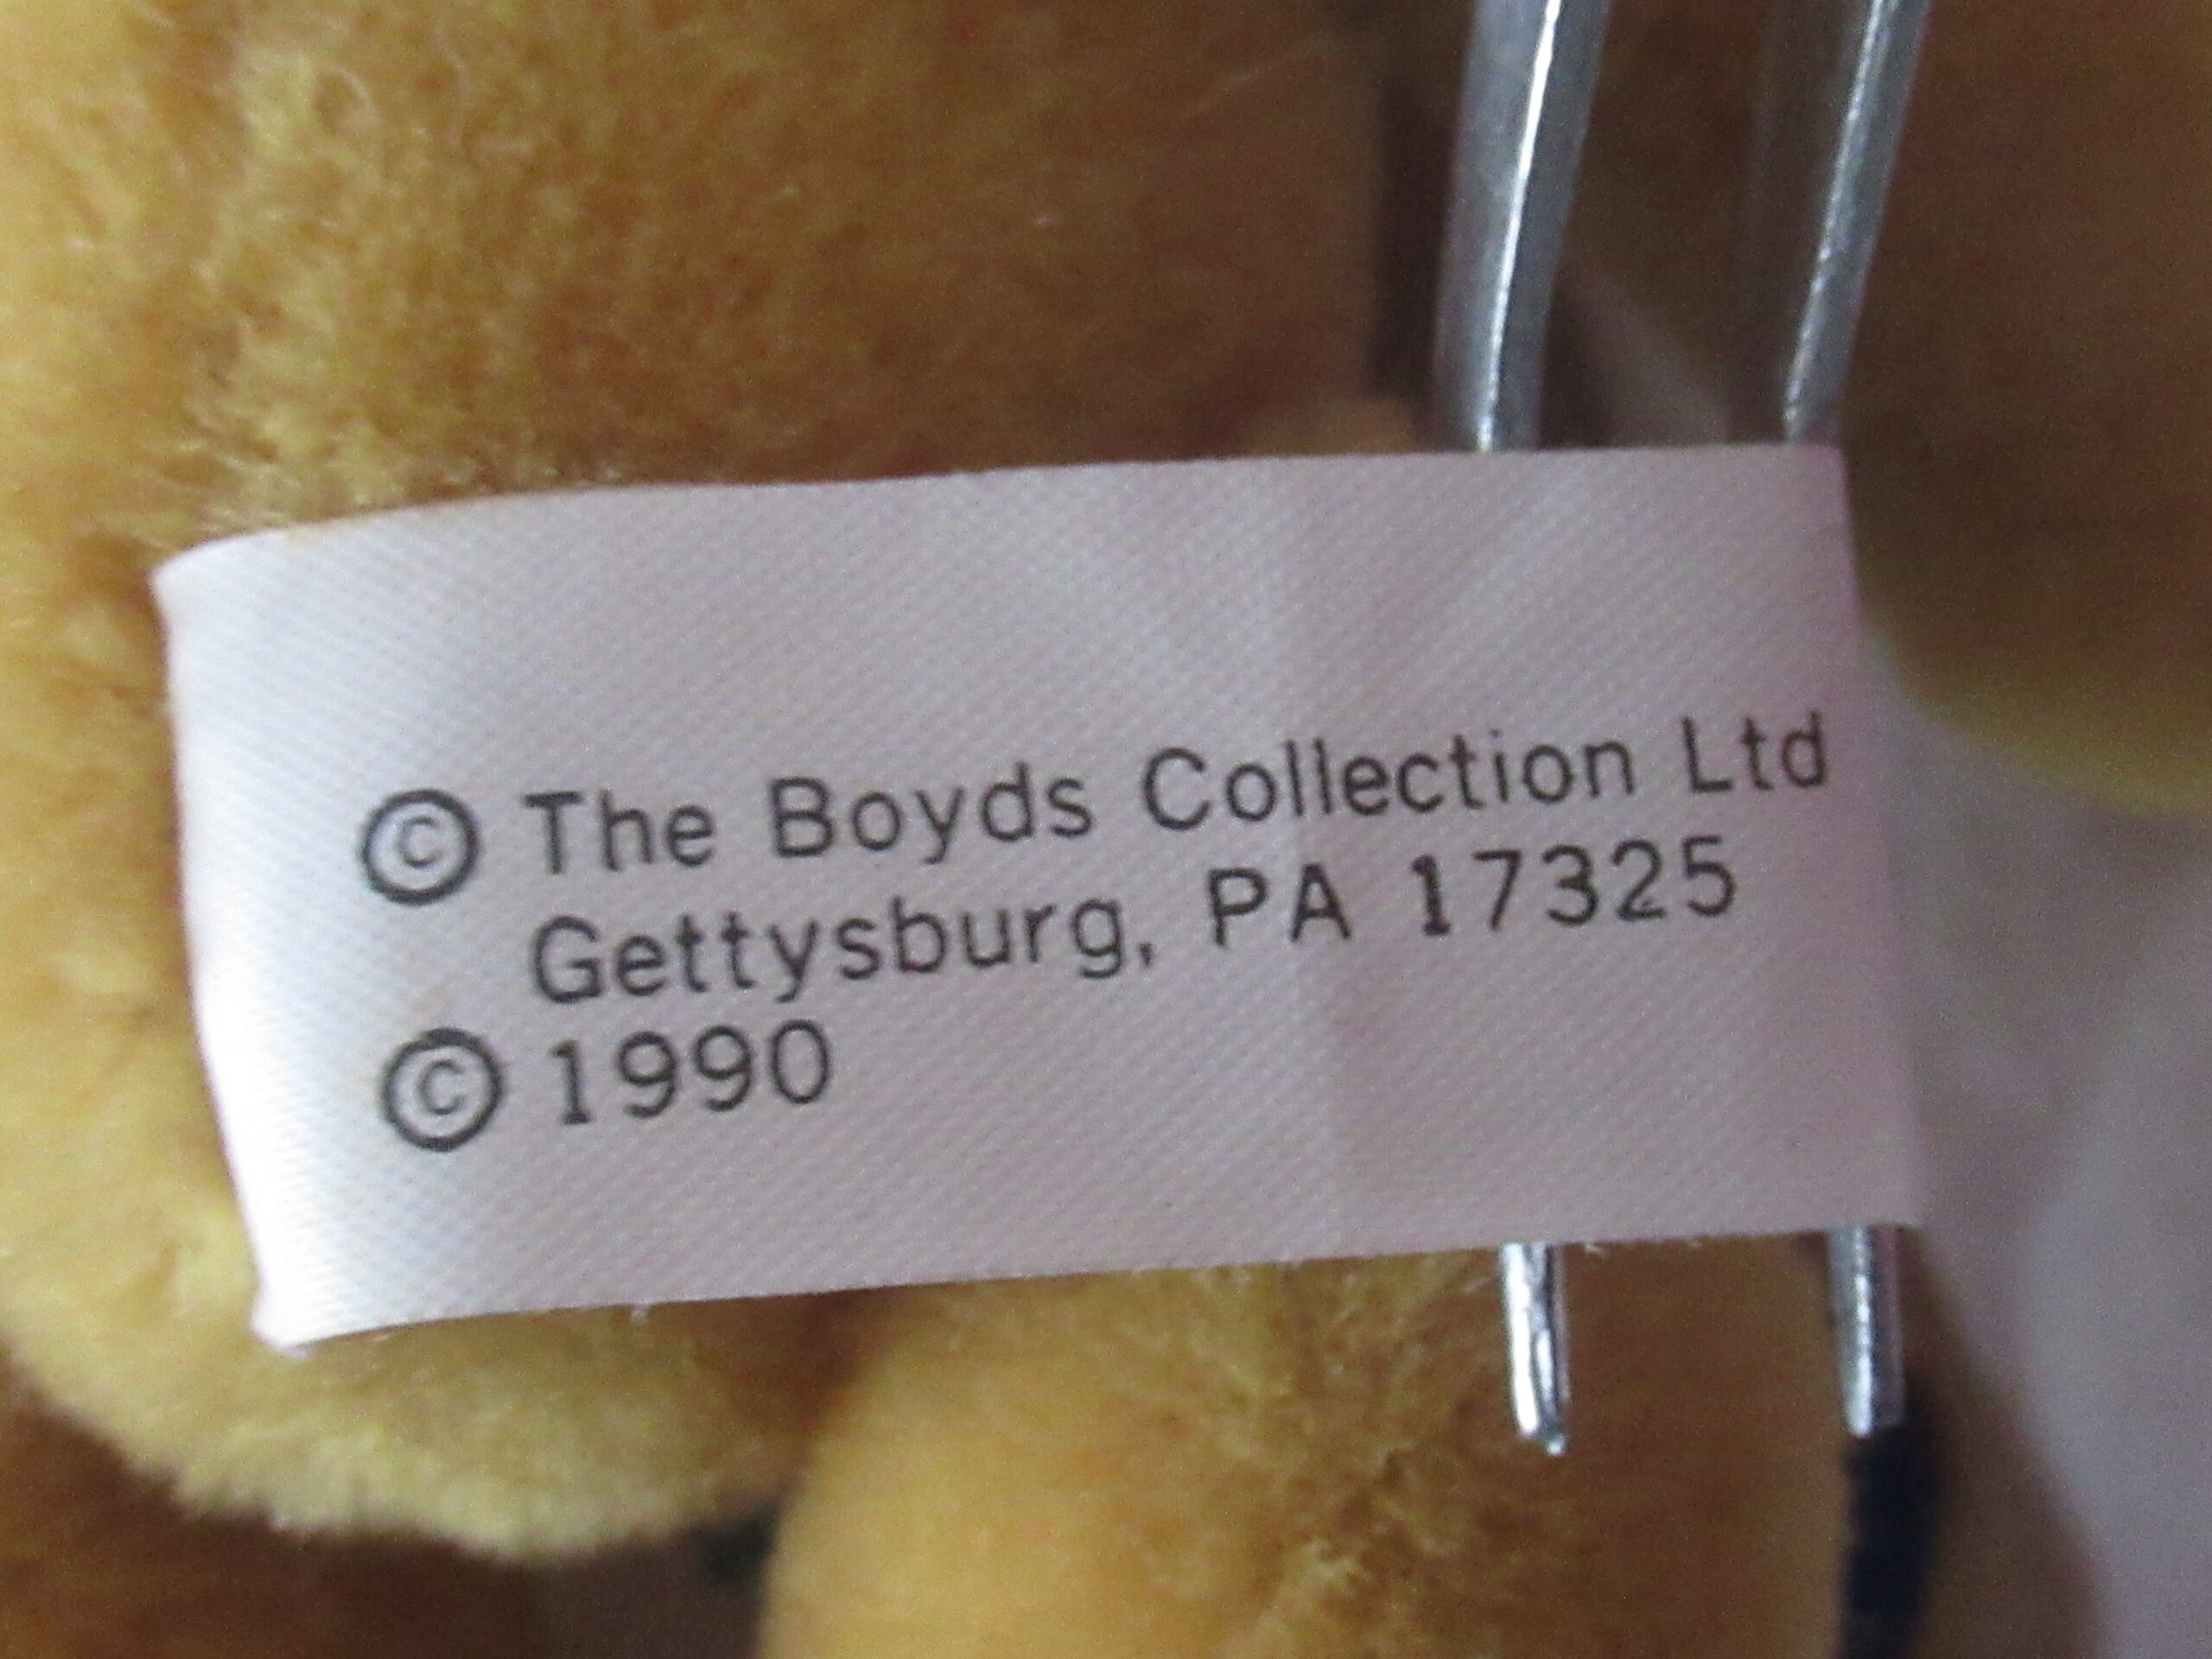 © The Boyds Collection Ltd
Gettysburg, PA 17325
© 1990